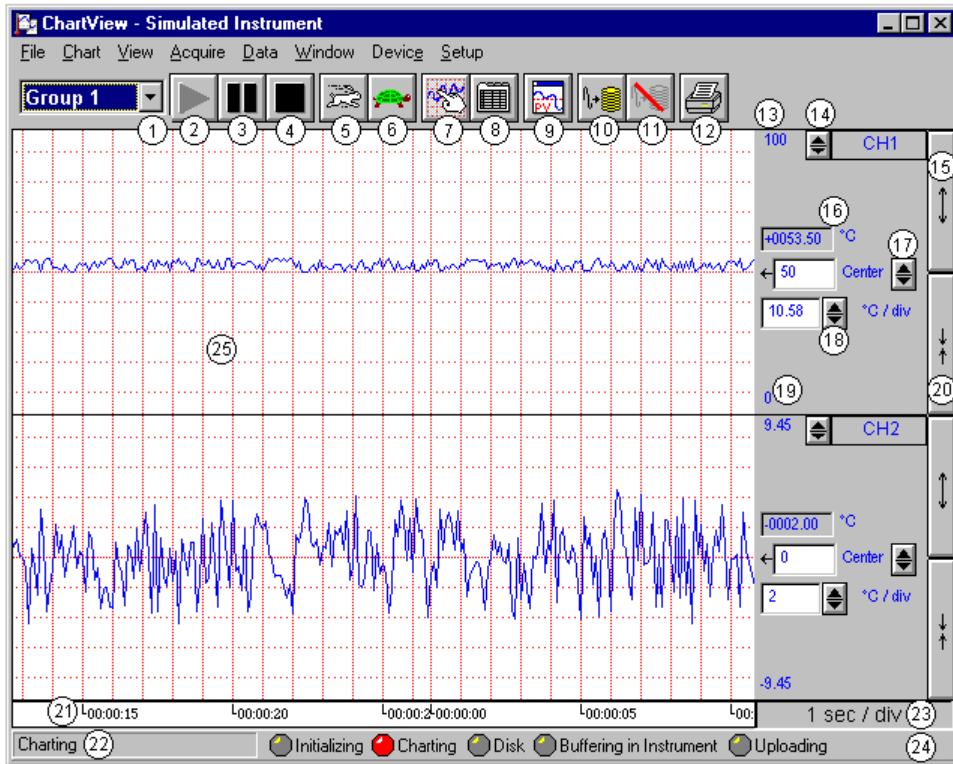 ChartView - Simulated Instrument
File Chart View Acquire Data Window Device Setup
Group 1
PV
1 2 3 4 5 6 7 8 9 10 11 12
13 14
100 CH1
15
16
+0053.50 °C
17
50 Center
10.58 °C / div
18
25
0 19
20
9.45 CH2
-0002.00 °C
0 Center
2 °C / div
-9.45
21 00:00:15 00:00:20 00:00:2 00:00:00 00:00:05 00:
1 sec / div 23
Charting 22 Initializing Charting Disk Buffering in Instrument Uploading 24